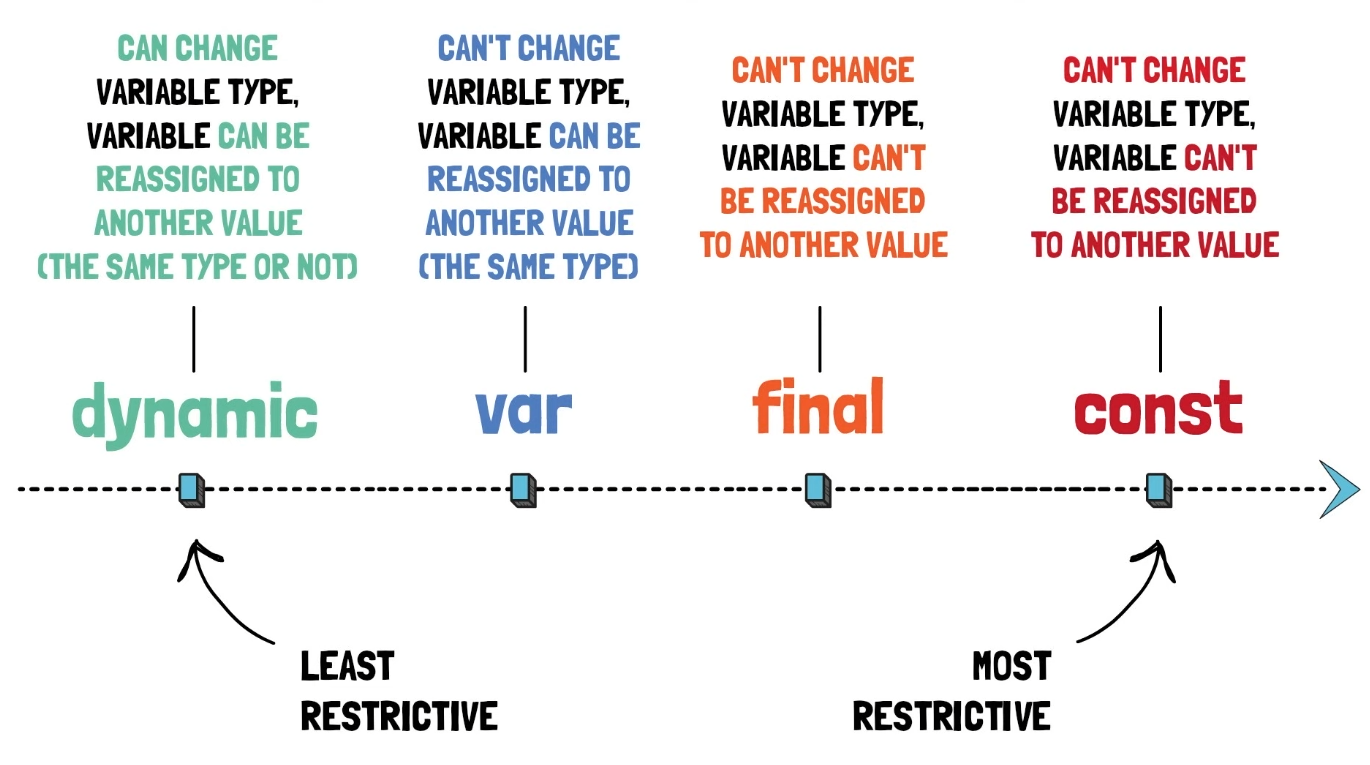 CAN CHANGE
VARIABLE TYPE,
VARIABLE CAN BE
REASSIGNED TO
ANOTHER VALUE
(THE SAME TYPE OR NOT)
CAN'T CHANGE
VARIABLE TYPE,
VARIABLE CAN BE
REASSIGNED TO
ANOTHER VALUE
(THE SAME TYPE)
CAN'T CHANGE
VARIABLE TYPE,
VARIABLE CAN'T
BE REASSIGNED
TO ANOTHER VALUE
CAN'T CHANGE
VARIABLE TYPE,
VARIABLE CAN'T
BE REASSIGNED
TO ANOTHER VALUE
dynamic
var
final
const
LEAST
RESTRICTIVE
MOST
RESTRICTIVE